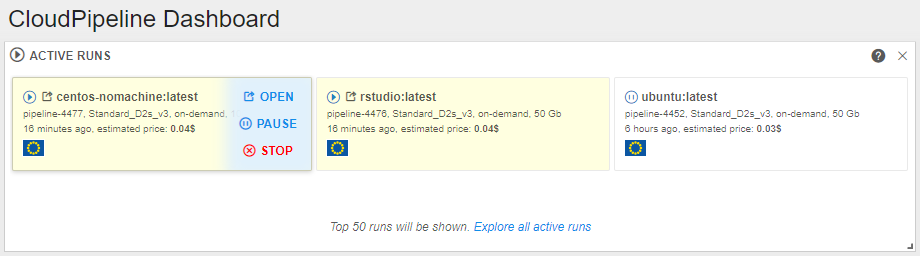 CloudPipeline Dashboard
ACTIVE RUNS
centos-nomachine:latest
pipeline-4477, Standard_D2s_v3, on-demand,
16 minutes ago, estimated price: 0.04$
OPEN
PAUSE
STOP
rstudio:latest
pipeline-4476, Standard_D2s_v3, on-demand, 50 Gb
16 minutes ago, estimated price: 0.04$
ubuntu:latest
pipeline-4452, Standard_D2s_v3, on-demand, 50 Gb
6 hours ago, estimated price: 0.03$
Top 50 runs will be shown. Explore all active runs